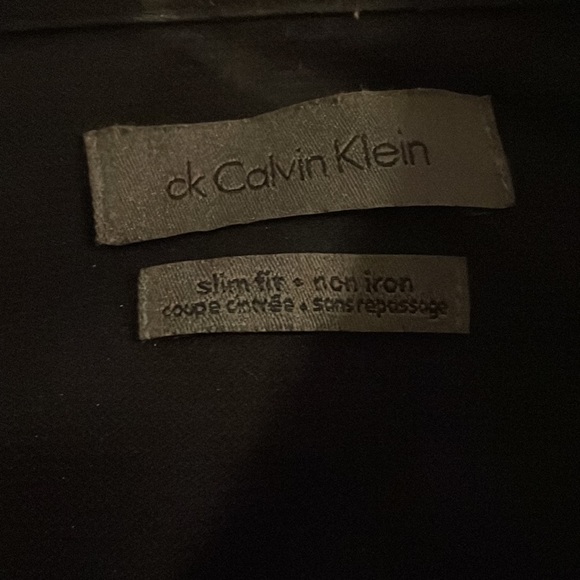 ck Calvin Klein
slim fit • non iron
coupe cintrée • sans repassage